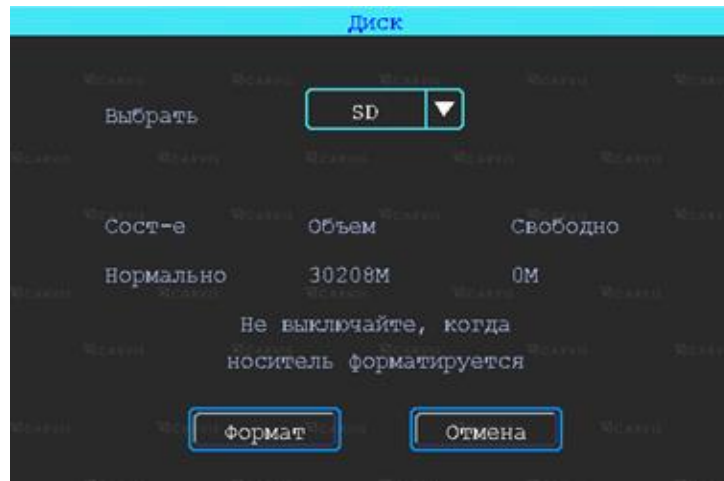 Диск
Выбрать SD
Сост-е Объем Свободно
Нормально 30208M 0M
Не выключайте, когда
носитель форматируется
Формат Отмена